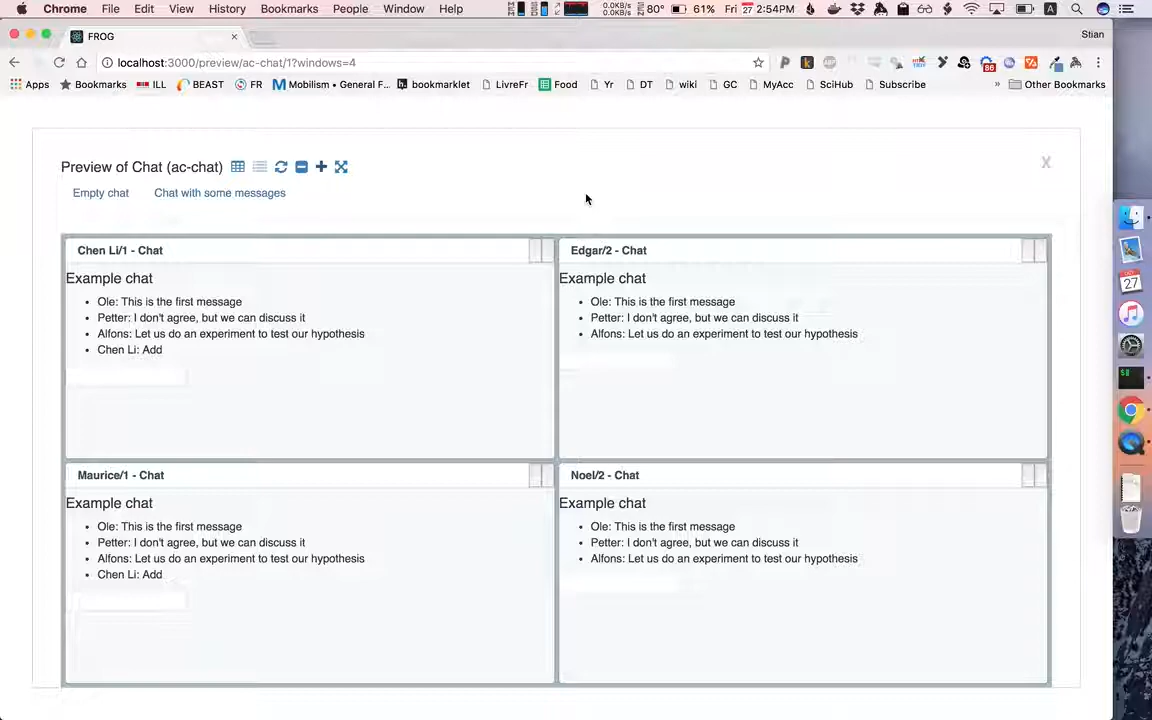 Chrome File Edit View History Bookmarks People Window Help 0.0KB/s 0.0KB/s 80° 61% Fri 27 2:54PM
FROG
Stian
localhost:3000/preview/ac-chat/1?windows=4
Apps Bookmarks ILL BEAST FR Mobilism • General F... bookmarklet LivreFr Food Yr DT wiki GC MyAcc SciHub Subscribe » Other Bookmarks
86
Preview of Chat (ac-chat)
X
Empty chat Chat with some messages
Chen Li/1 - Chat
Example chat
• Ole: This is the first message
• Petter: I don't agree, but we can discuss it
• Alfons: Let us do an experiment to test our hypothesis
• Chen Li: Add
Edgar/2 - Chat
Example chat
• Ole: This is the first message
• Petter: I don't agree, but we can discuss it
• Alfons: Let us do an experiment to test our hypothesis
Maurice/1 - Chat
Example chat
• Ole: This is the first message
• Petter: I don't agree, but we can discuss it
• Alfons: Let us do an experiment to test our hypothesis
• Chen Li: Add
Noel/2 - Chat
Example chat
• Ole: This is the first message
• Petter: I don't agree, but we can discuss it
• Alfons: Let us do an experiment to test our hypothesis
27